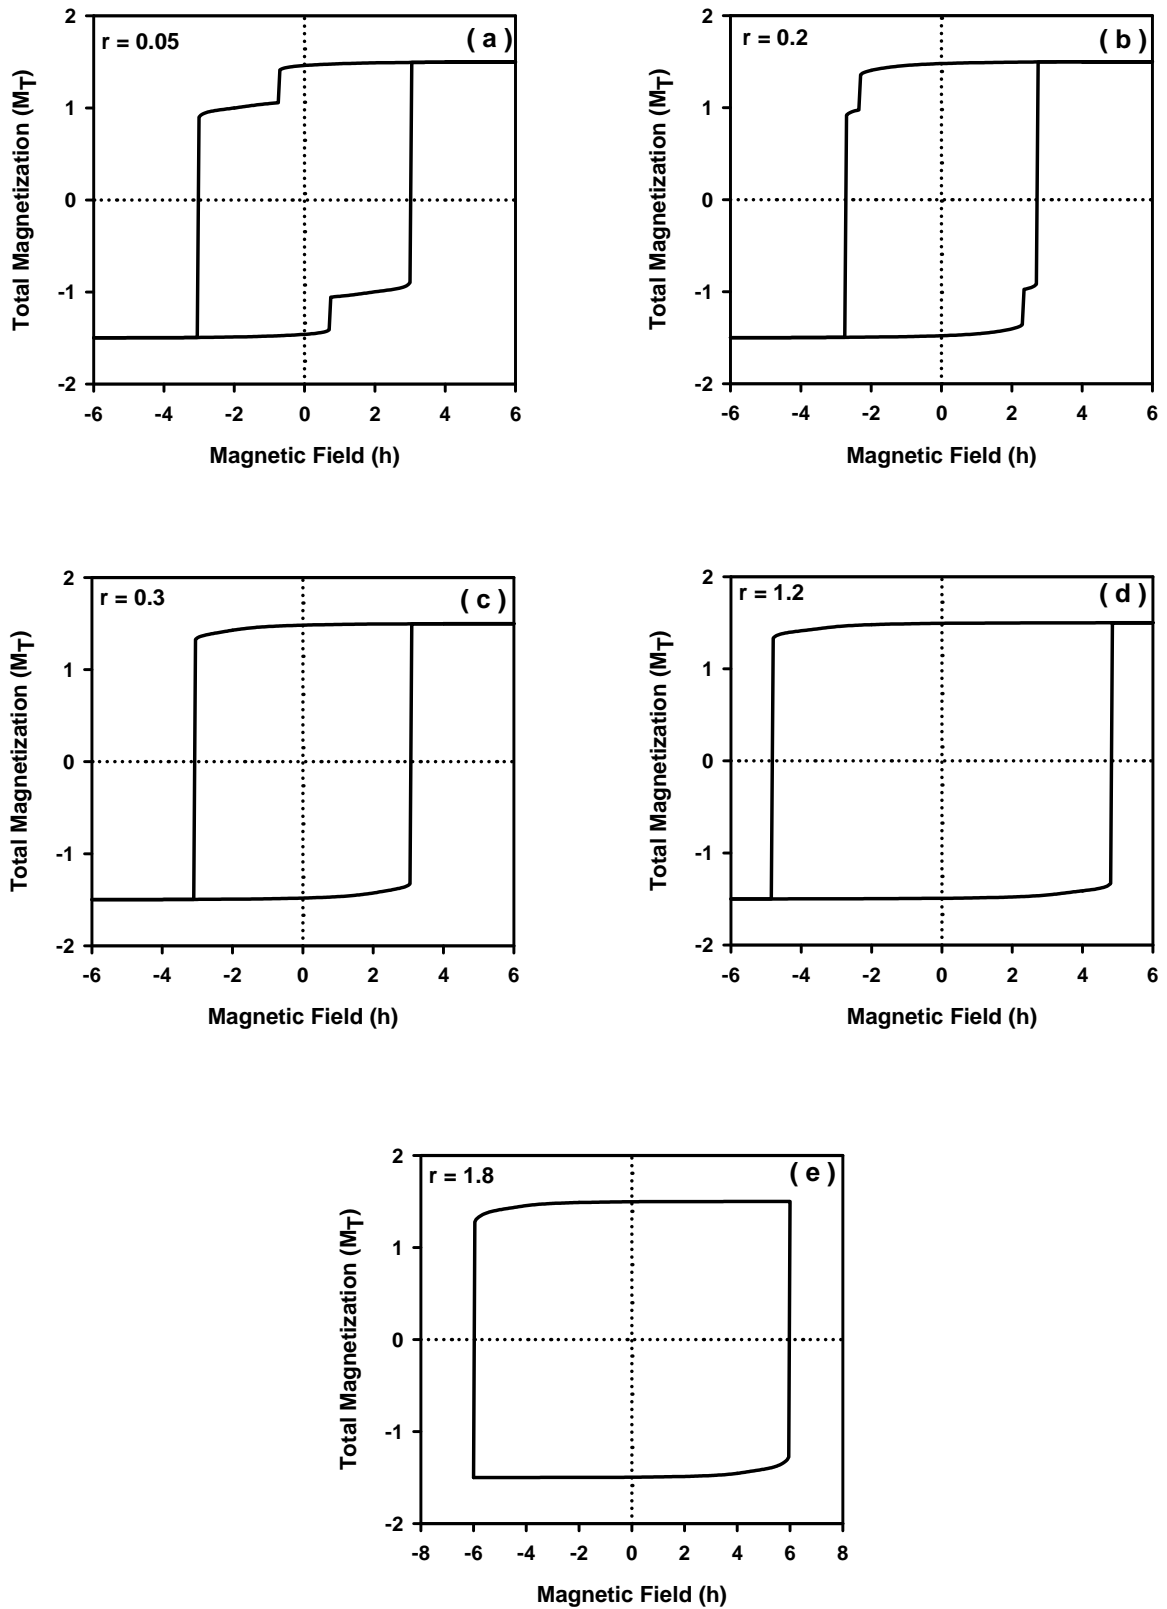 r = 0.05
( a )
Total Magnetization (MT)
2
1
0
-1
-2
-6 -4 -2 0 2 4 6
Magnetic Field (h)
r = 0.2
( b )
Total Magnetization (MT)
2
1
0
-1
-2
-6 -4 -2 0 2 4 6
Magnetic Field (h)
r = 0.3
( c )
Total Magnetization (MT)
2
1
0
-1
-2
-6 -4 -2 0 2 4 6
Magnetic Field (h)
r = 1.2
( d )
Total Magnetization (MT)
2
1
0
-1
-2
-6 -4 -2 0 2 4 6
Magnetic Field (h)
r = 1.8
( e )
Total Magnetization (MT)
2
1
0
-1
-2
-8 -6 -4 -2 0 2 4 6 8
Magnetic Field (h)